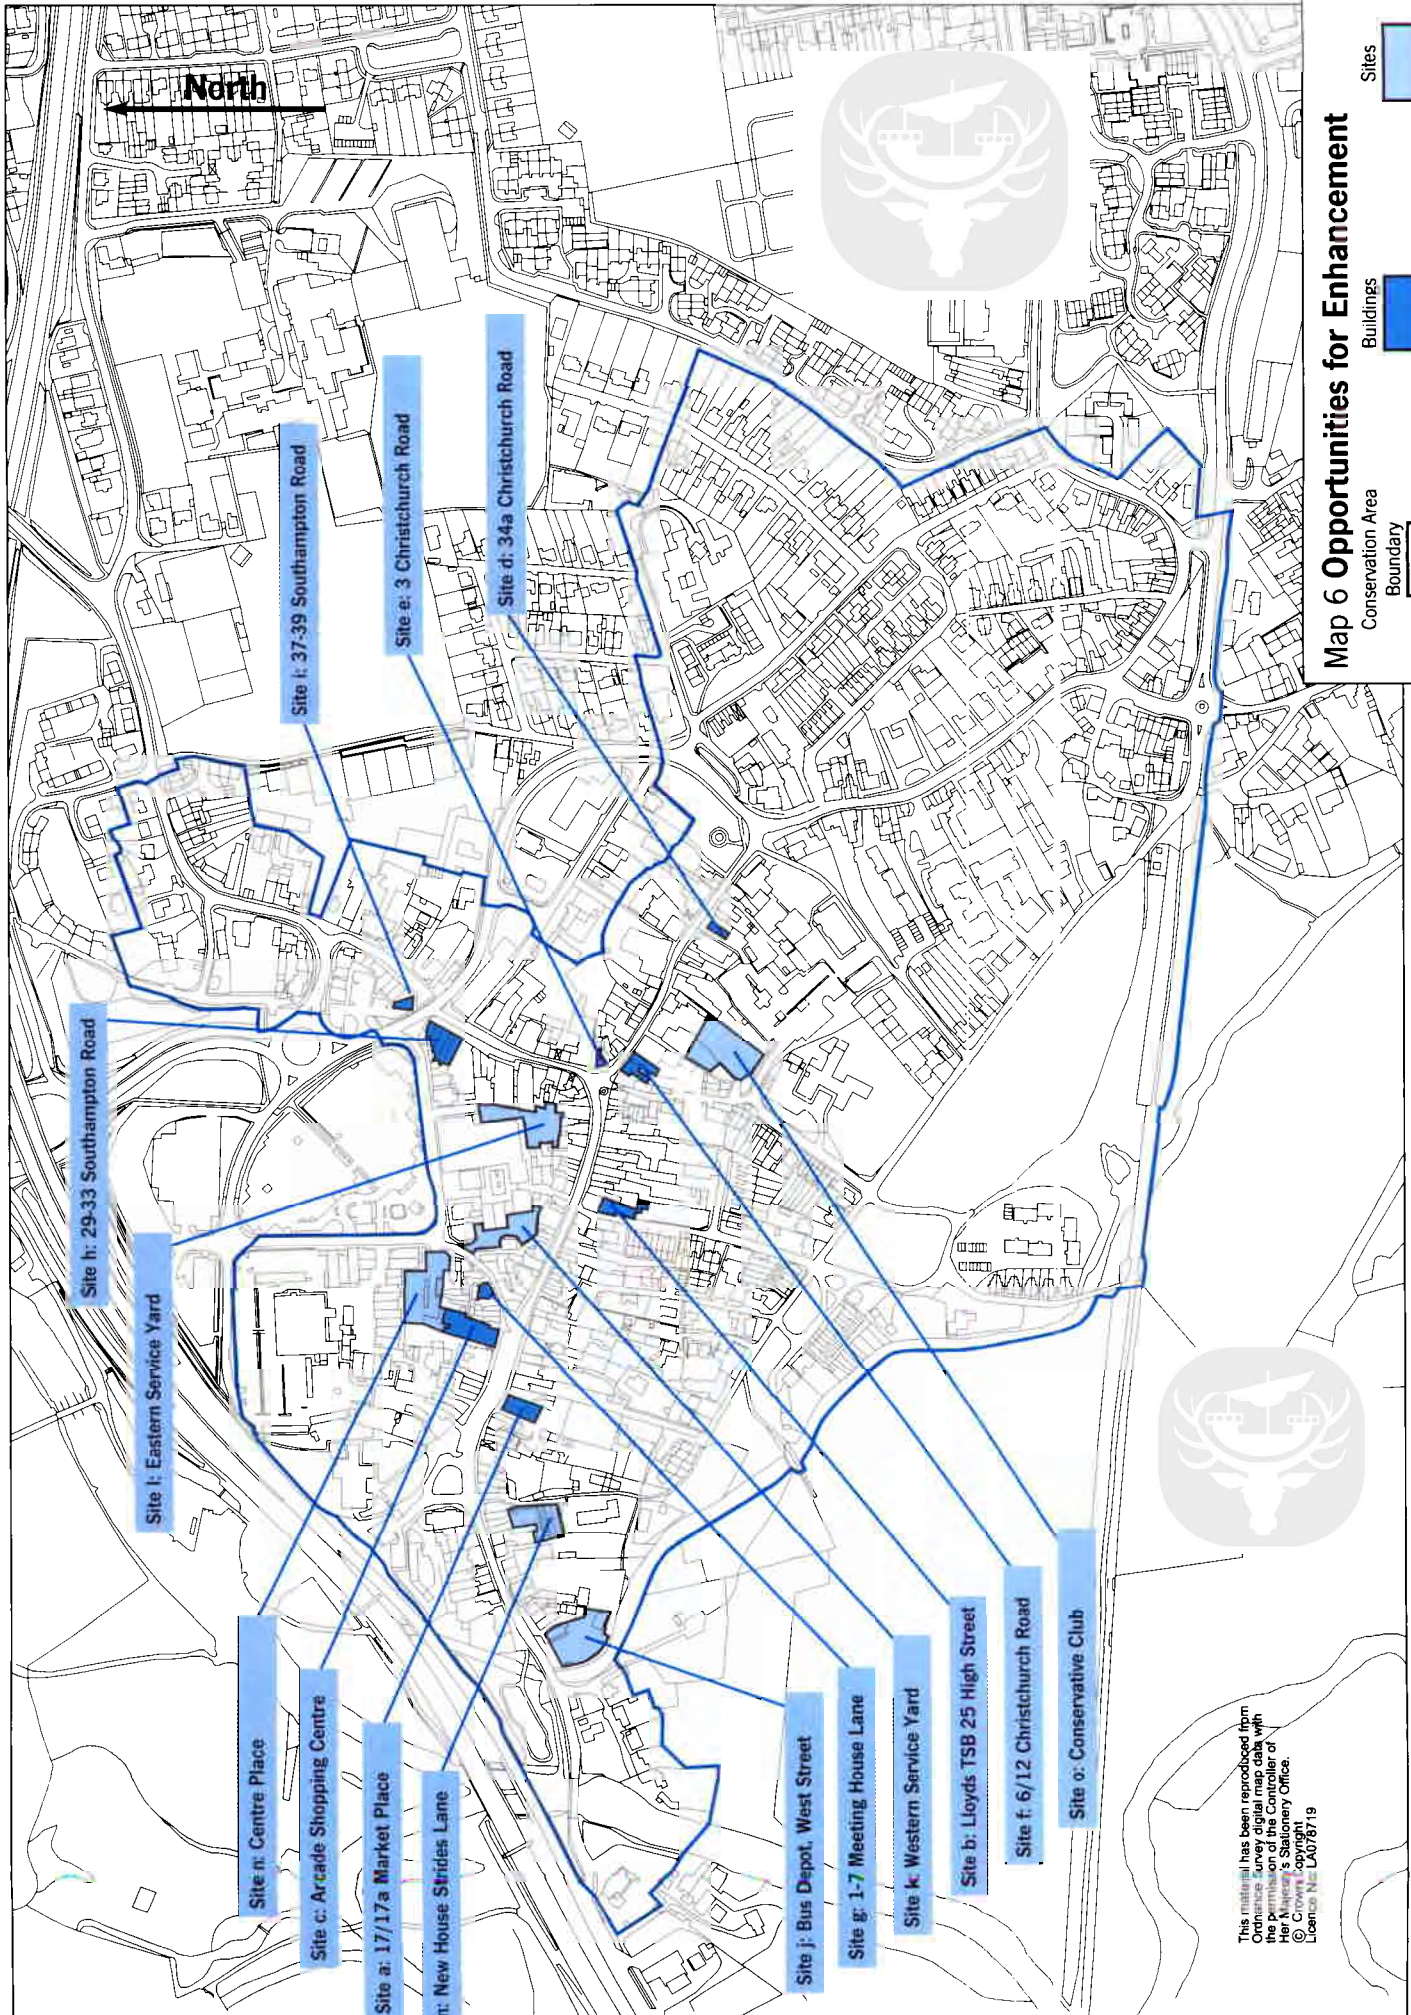 North
Site i: 37-39 Southampton Road
Site e: 3 Christchurch Road
Site d: 34a Christchurch Road
Site h: 29-33 Southampton Road
Site l: Eastern Service Yard
Site n: Centre Place
Site c: Arcade Shopping Centre
Site a: 17/17a Market Place
New House Strides Lane
Site j: Bus Depot, West Street
Site g: 1-7 Meeting House Lane
Site k: Western Service Yard
Site b: Lloyds TSB 25 High Street
Site f: 6/12 Christchurch Road
Site o: Conservative Club
This material has been reproduced from
Ordnance Survey digital map data with
the permission of the Controller of
Her Majesty's Stationery Office.
© Crown Copyright
Licence No: LA078719
Map 6 Opportunities for Enhancement
Conservation Area
Boundary
Buildings
Sites